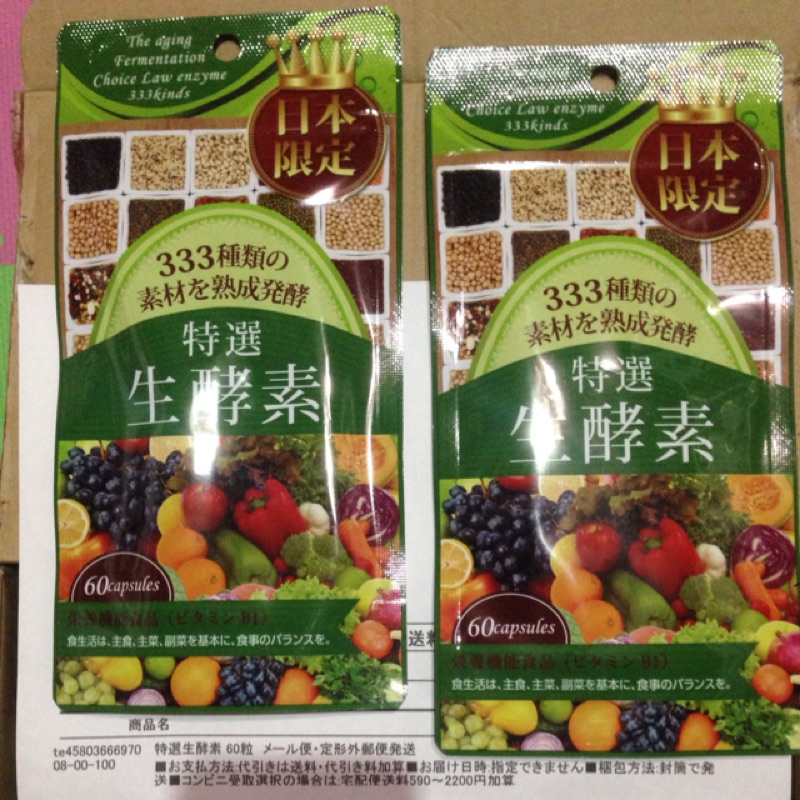 The aging
Fermentation
Choice Law enzyme
333kinds
日本
限定
333種類の
素材を熟成発酵
特選
生酵素
60capsules
栄養機能食品（ビタミンB1）
食生活は、主食、主菜、副菜を基本に、食事のバランスを。
Choice Law enzyme
333kinds
日本
限定
333種類の
素材を熟成発酵
特選
生酵素
60capsules
栄養機能食品（ビタミンB1）
食生活は、主食、主菜、副菜を基本に、食事のバランスを。
送料
商品名
te45803666970 特選生酵素 60粒 メール便・定形外郵便発送
08-00-100 ■お支払方法:代引きは送料・代引き料加算■お届け日時:指定できません■梱包方法:封筒で発
送■コンビニ受取選択の場合は:宅配便送料590～2200円加算